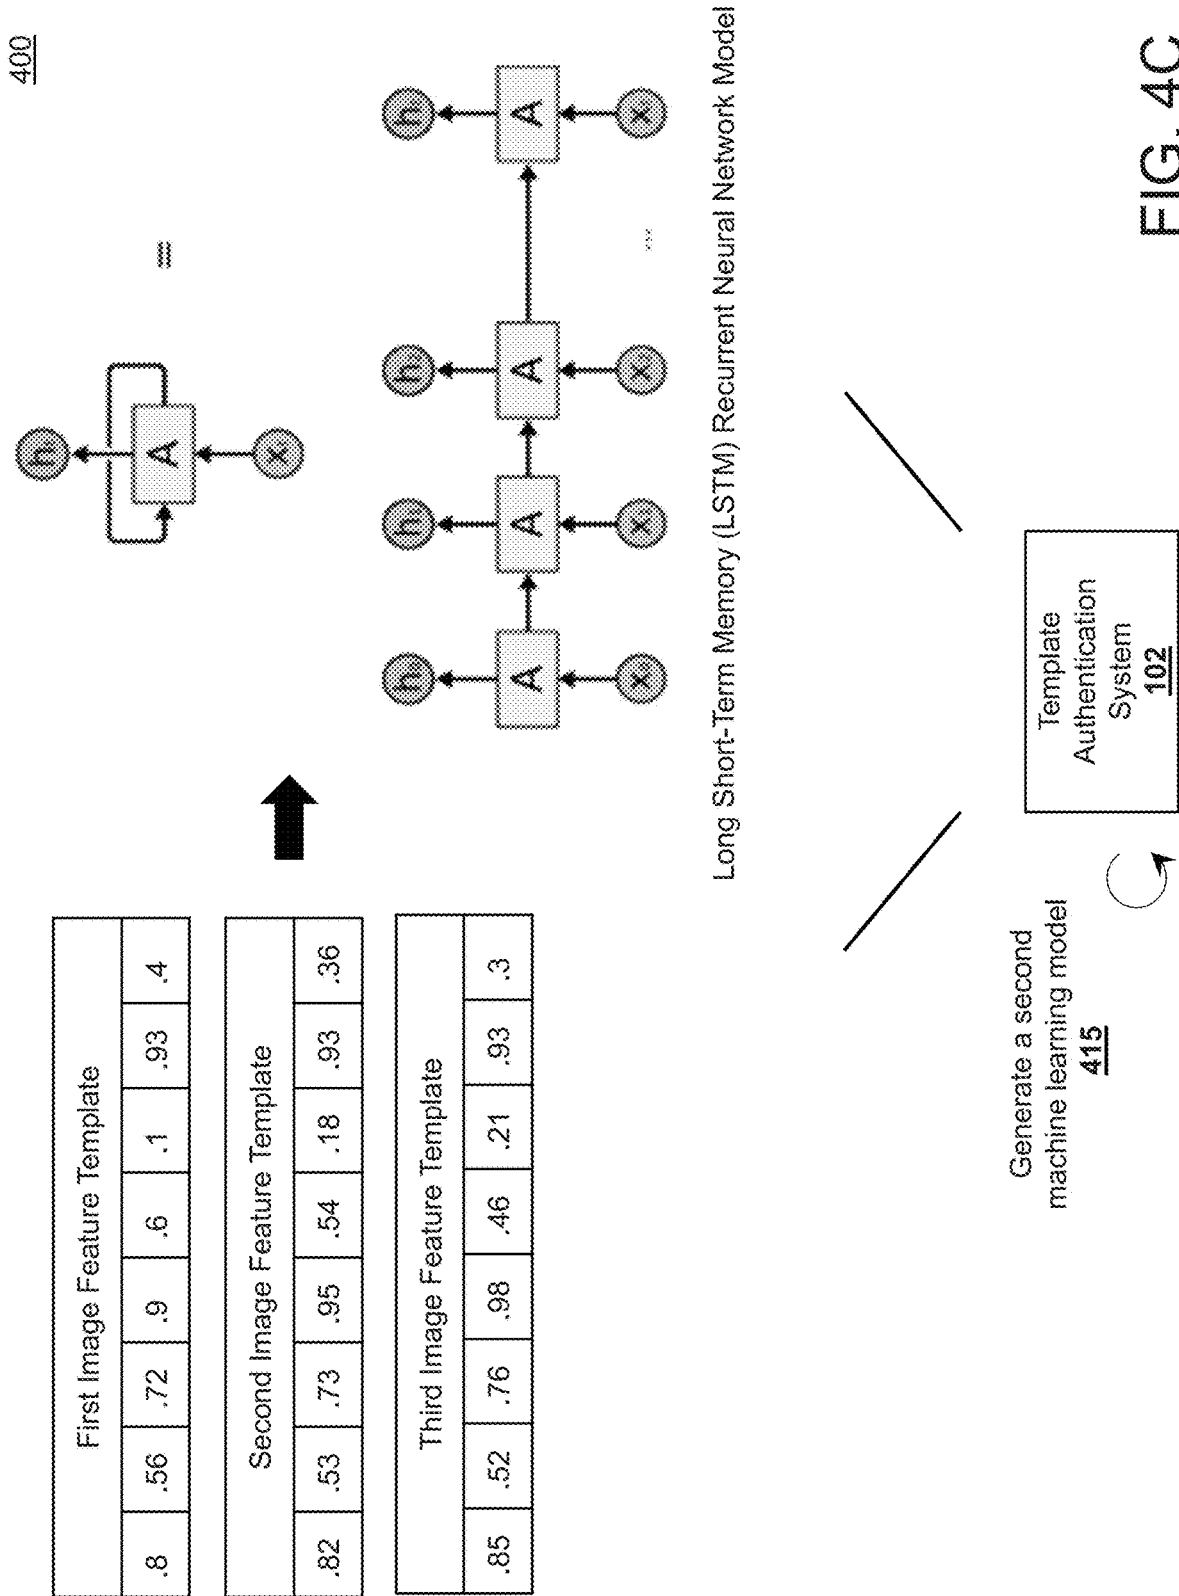 400
First Image Feature Template
.8 .56 .72 .9 .6 .1 .93 .4
Second Image Feature Template
.82 .53 .73 .95 .54 .18 .93 .36
Third Image Feature Template
.85 .52 .76 .98 .46 .21 .93 .3
h
A
x
=
h h h h
A A A A
x x x x
...
Long Short-Term Memory (LSTM) Recurrent Neural Network Model
Generate a second
machine learning model
415
Template
Authentication
System
102
FIG. 4C